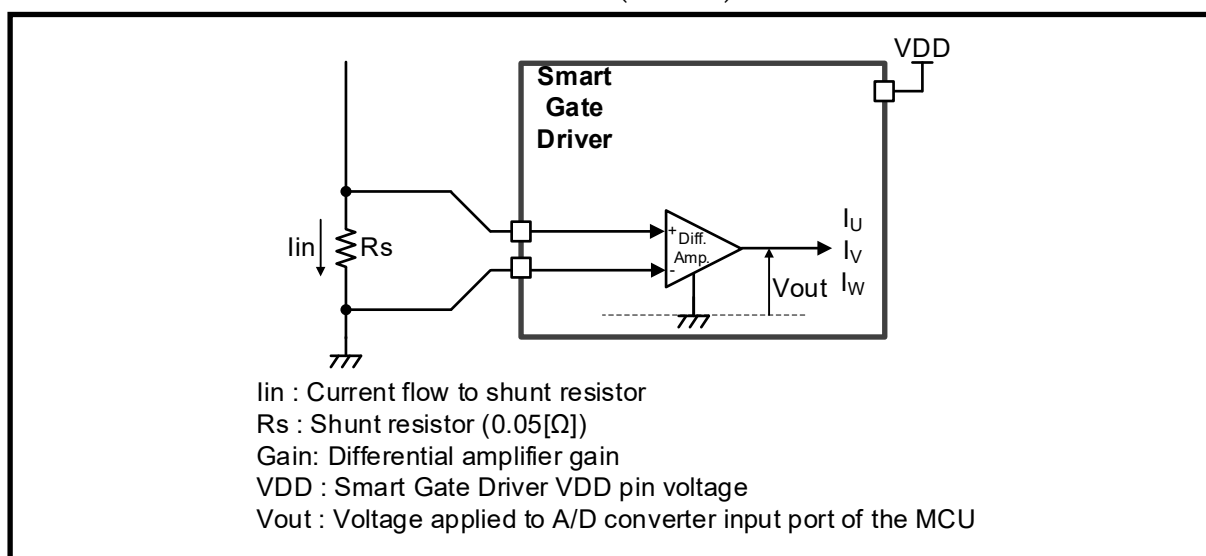 VDD
Smart
Gate
Driver
Iin
Rs
+
Diff.
Amp.
-
Vout
IU
IV
IW
Iin : Current flow to shunt resistor
Rs : Shunt resistor (0.05[Ω])
Gain: Differential amplifier gain
VDD : Smart Gate Driver VDD pin voltage
Vout : Voltage applied to A/D converter input port of the MCU